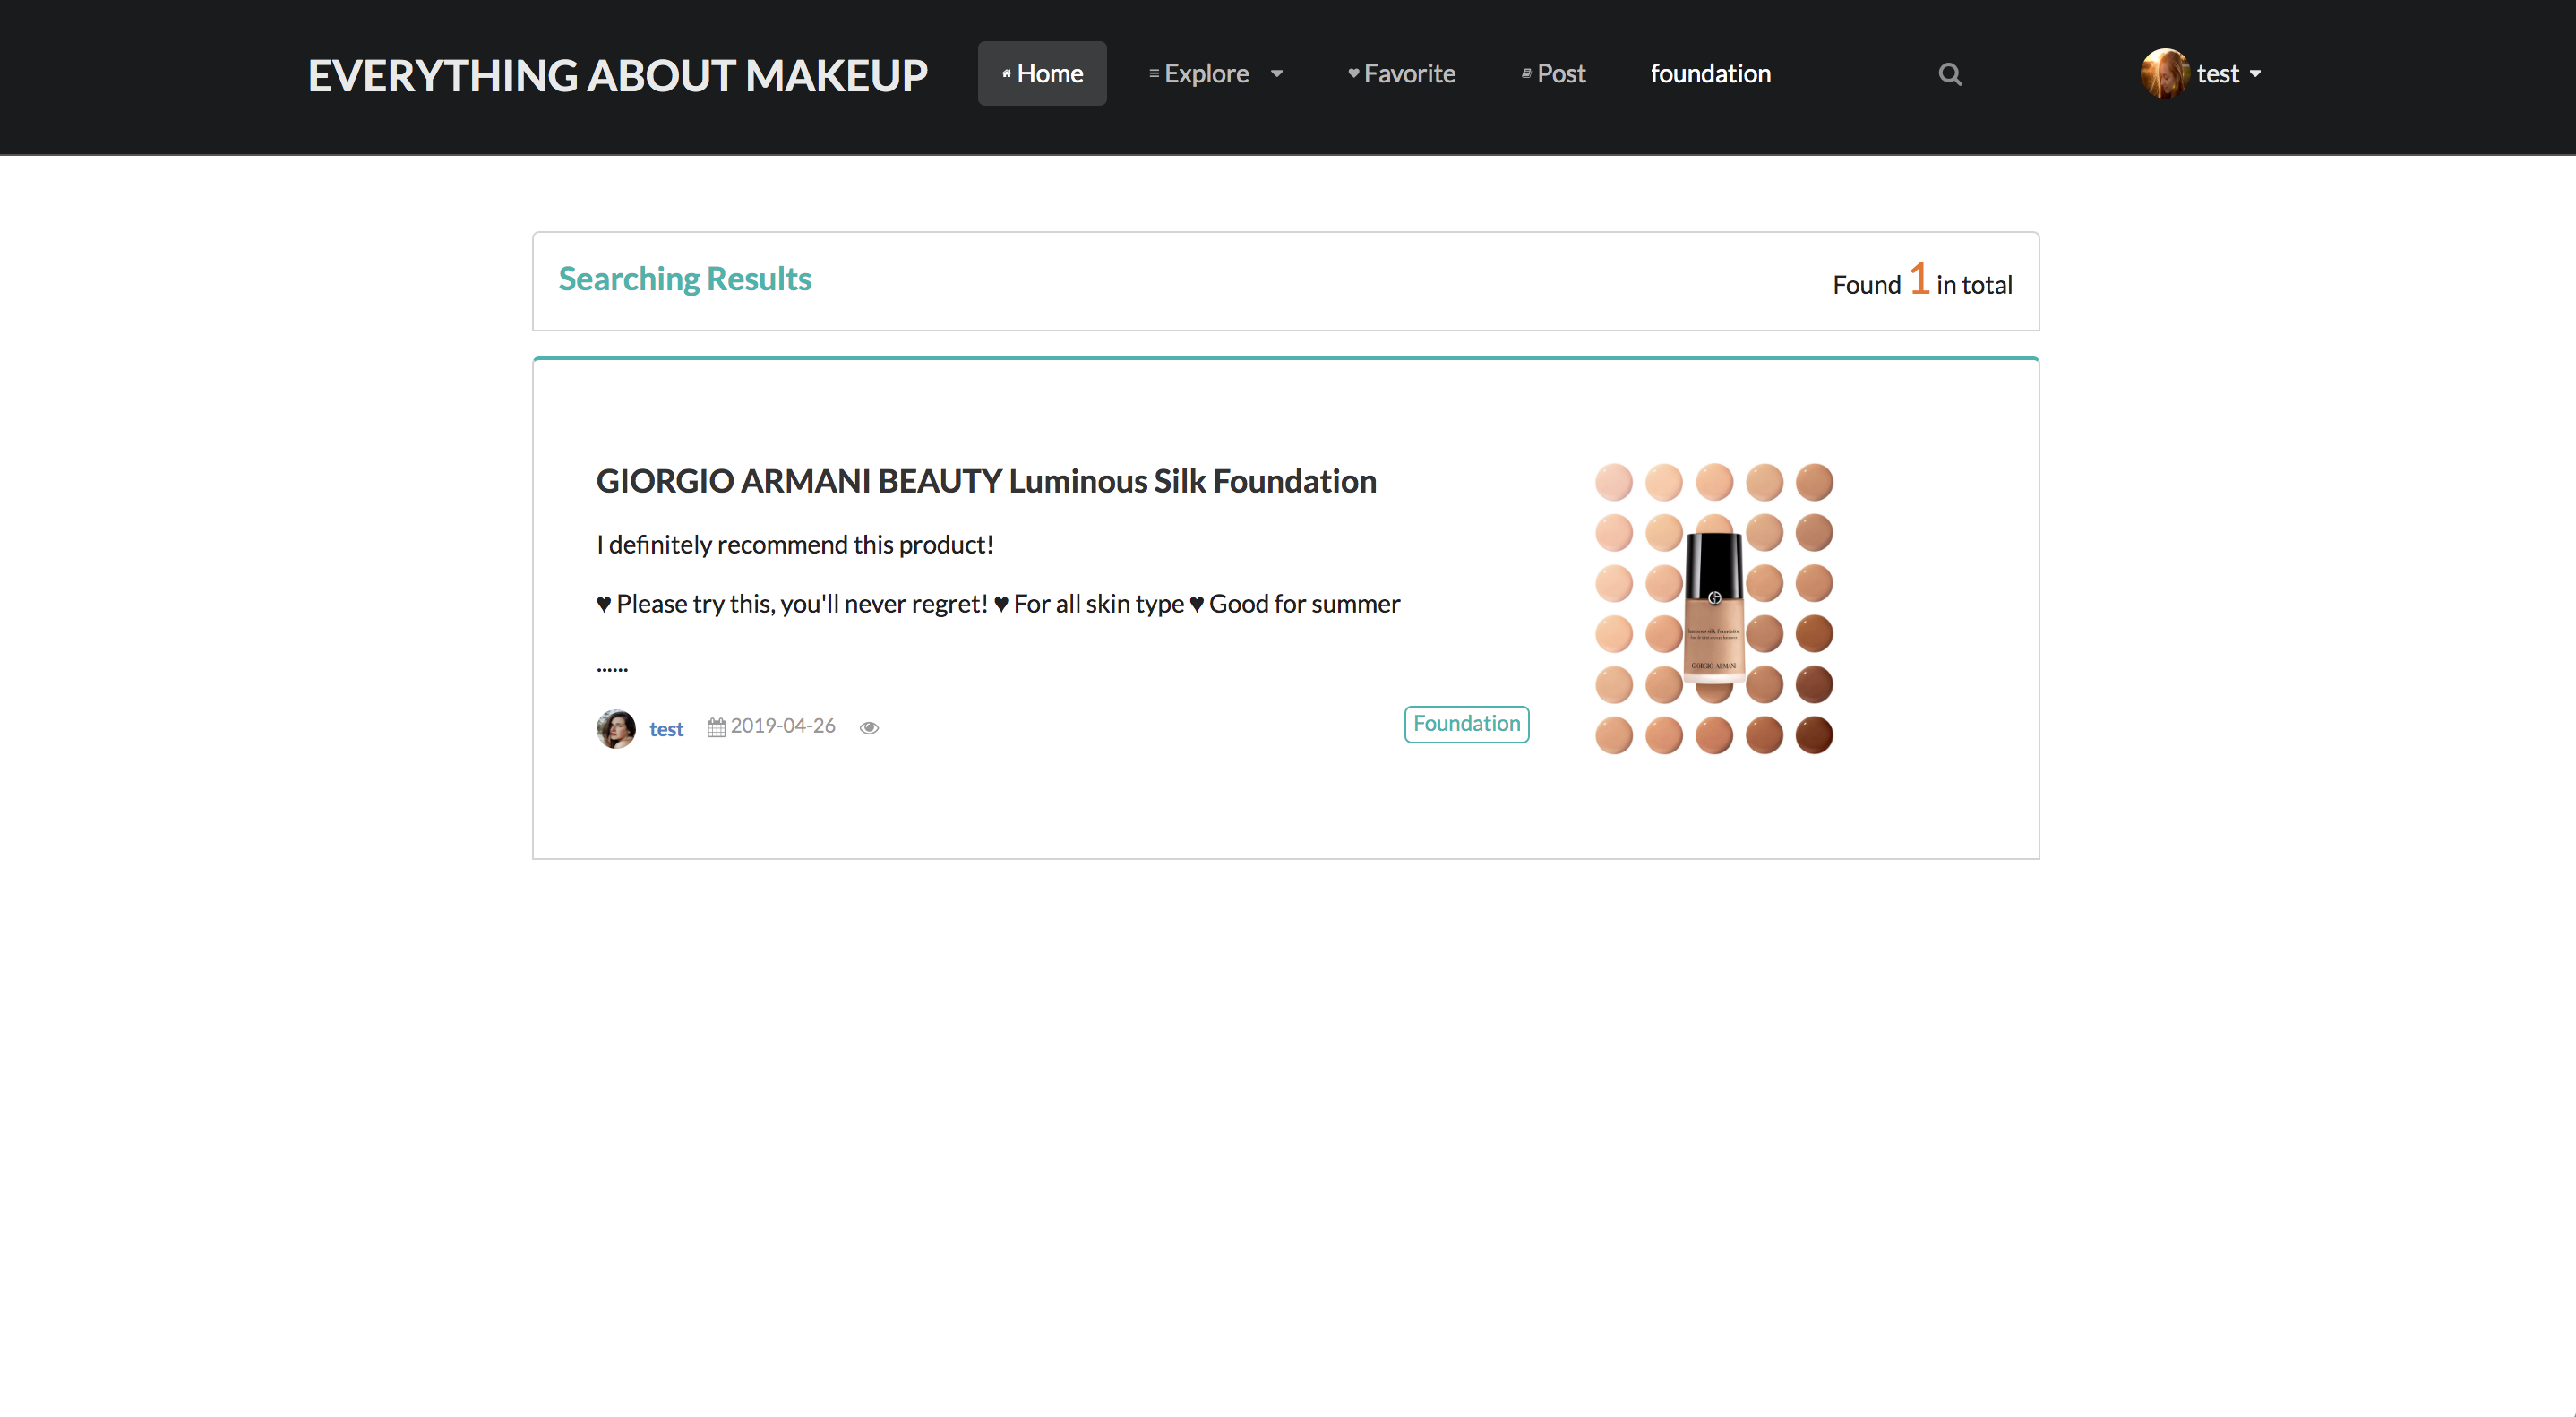 EVERYTHING ABOUT MAKEUP Home Explore Favorite Post foundation test
Searching Results Found 1 in total
GIORGIO ARMANI BEAUTY Luminous Silk Foundation
I definitely recommend this product!
♥ Please try this, you'll never regret! ♥ For all skin type ♥ Good for summer
......
test 2019-04-26 Foundation
luminous silk foundation
GIORGIO ARMANI